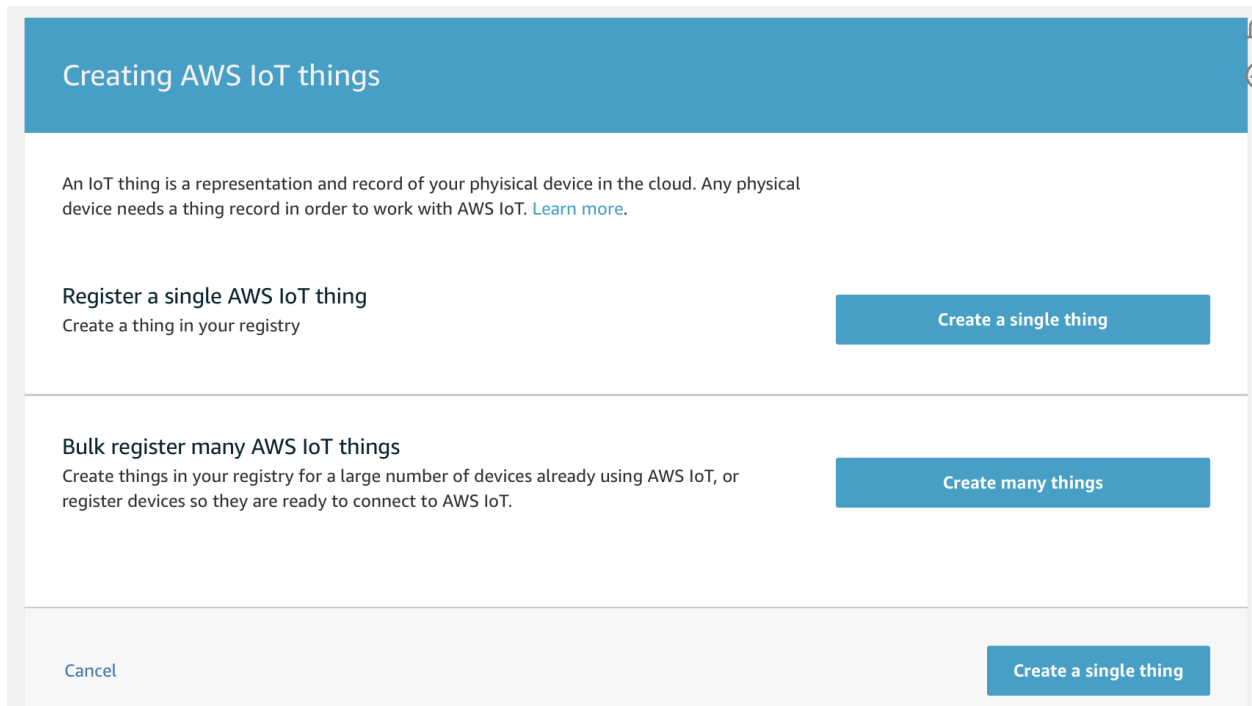 Creating AWS IoT things
An IoT thing is a representation and record of your phyisical device in the cloud. Any physical
device needs a thing record in order to work with AWS IoT. Learn more.
Register a single AWS IoT thing
Create a thing in your registry
Create a single thing
Bulk register many AWS IoT things
Create things in your registry for a large number of devices already using AWS IoT, or
register devices so they are ready to connect to AWS IoT.
Create many things
Cancel
Create a single thing